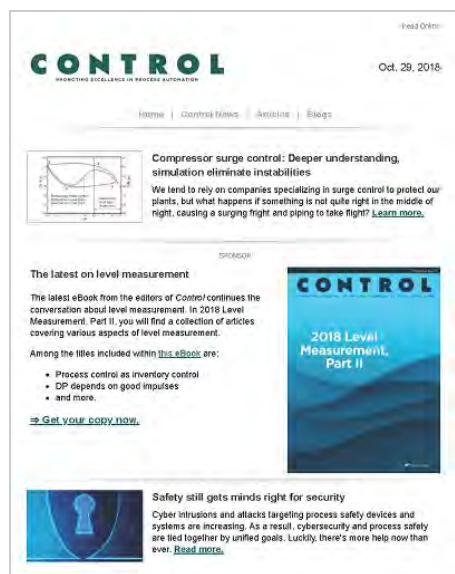 Read Online
CONTROL
PROMOTING EXCELLENCE IN PROCESS AUTOMATION
Oct. 29, 2018
Home | Control News | Articles | Blogs
Compressor surge control: Deeper understanding,
simulation eliminate instabilities
We tend to rely on companies specializing in surge control to protect our
plants, but what happens if something is not quite right in the middle of
night, causing a surging fright and piping to take flight? Learn more.
SPONSOR
The latest on level measurement
The latest eBook from the editors of Control continues the
conversation about level measurement. In 2018 Level
Measurement, Part II, you will find a collection of articles
covering various aspects of level measurement.
Among the titles included within this eBook are:
• Process control as inventory control
• DP depends on good impulses
• and more.
⇒ Get your copy now.
CONTROL
2018 Level
Measurement,
Part II
Safety still gets minds right for security
Cyber intrusions and attacks targeting process safety devices and
systems are increasing. As a result, cybersecurity and process safety
are tied together by unified goals. Luckily, there's more help now than
ever. Read more.